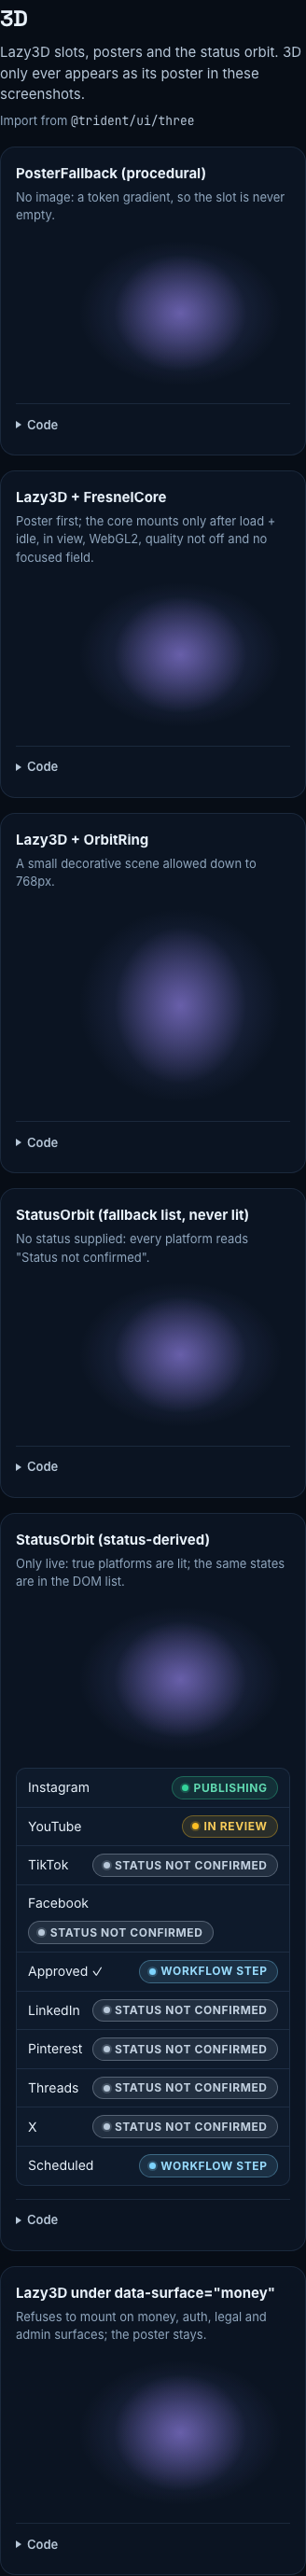 3D
Lazy3D slots, posters and the status orbit. 3D
only ever appears as its poster in these
screenshots.
Import from @trident/ui/three
PosterFallback (procedural)
No image: a token gradient, so the slot is never
empty.
Code
Lazy3D + FresnelCore
Poster first; the core mounts only after load +
idle, in view, WebGL2, quality not off and no
focused field.
Code
Lazy3D + OrbitRing
A small decorative scene allowed down to
768px.
Code
StatusOrbit (fallback list, never lit)
No status supplied: every platform reads
"Status not confirmed".
Code
StatusOrbit (status-derived)
Only live: true platforms are lit; the same states
are in the DOM list.
Instagram PUBLISHING
YouTube IN REVIEW
TikTok STATUS NOT CONFIRMED
Facebook
STATUS NOT CONFIRMED
Approved ✓ WORKFLOW STEP
LinkedIn STATUS NOT CONFIRMED
Pinterest STATUS NOT CONFIRMED
Threads STATUS NOT CONFIRMED
X STATUS NOT CONFIRMED
Scheduled WORKFLOW STEP
Code
Lazy3D under data-surface="money"
Refuses to mount on money, auth, legal and
admin surfaces; the poster stays.
Code